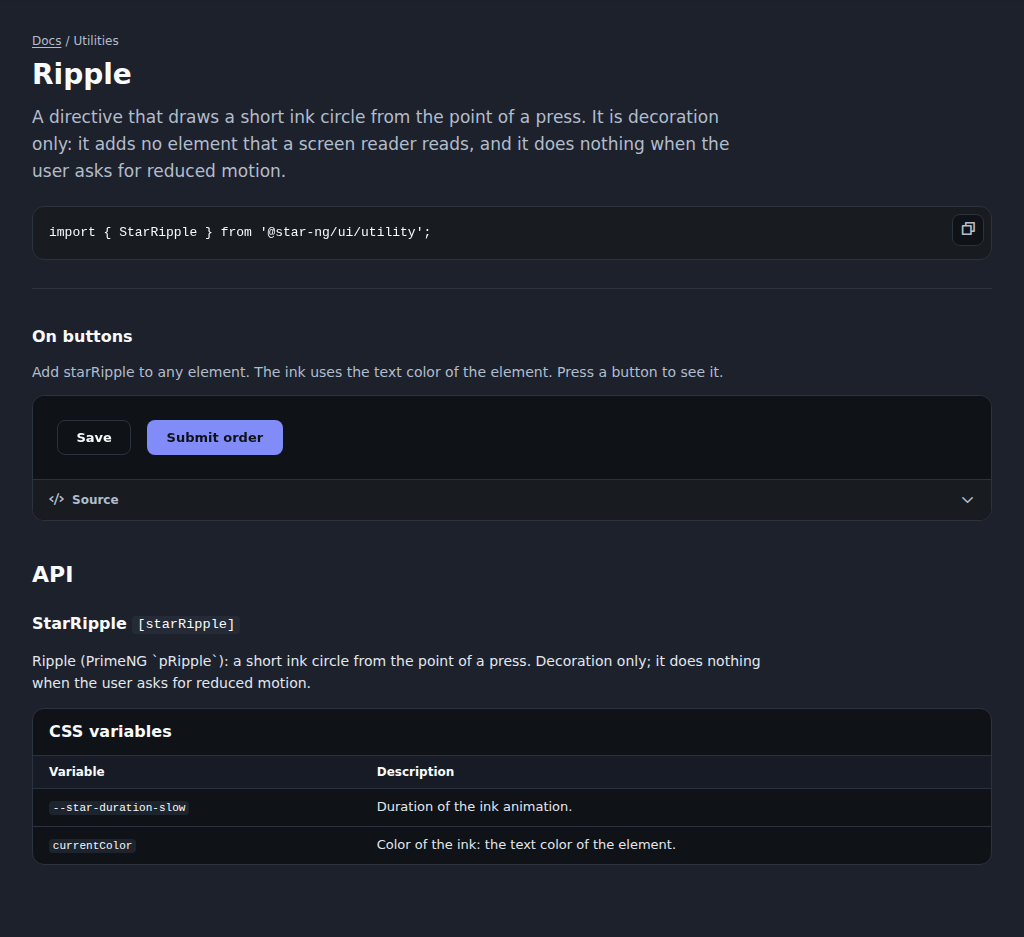 Docs / Utilities
Ripple
A directive that draws a short ink circle from the point of a press. It is decoration
only: it adds no element that a screen reader reads, and it does nothing when the
user asks for reduced motion.
import { StarRipple } from '@star-ng/ui/utility';
On buttons
Add starRipple to any element. The ink uses the text color of the element. Press a button to see it.
Save
Submit order
</> Source
API
StarRipple [starRipple]
Ripple (PrimeNG `pRipple`): a short ink circle from the point of a press. Decoration only; it does nothing
when the user asks for reduced motion.
CSS variables
Variable Description
--star-duration-slow Duration of the ink animation.
currentColor Color of the ink: the text color of the element.